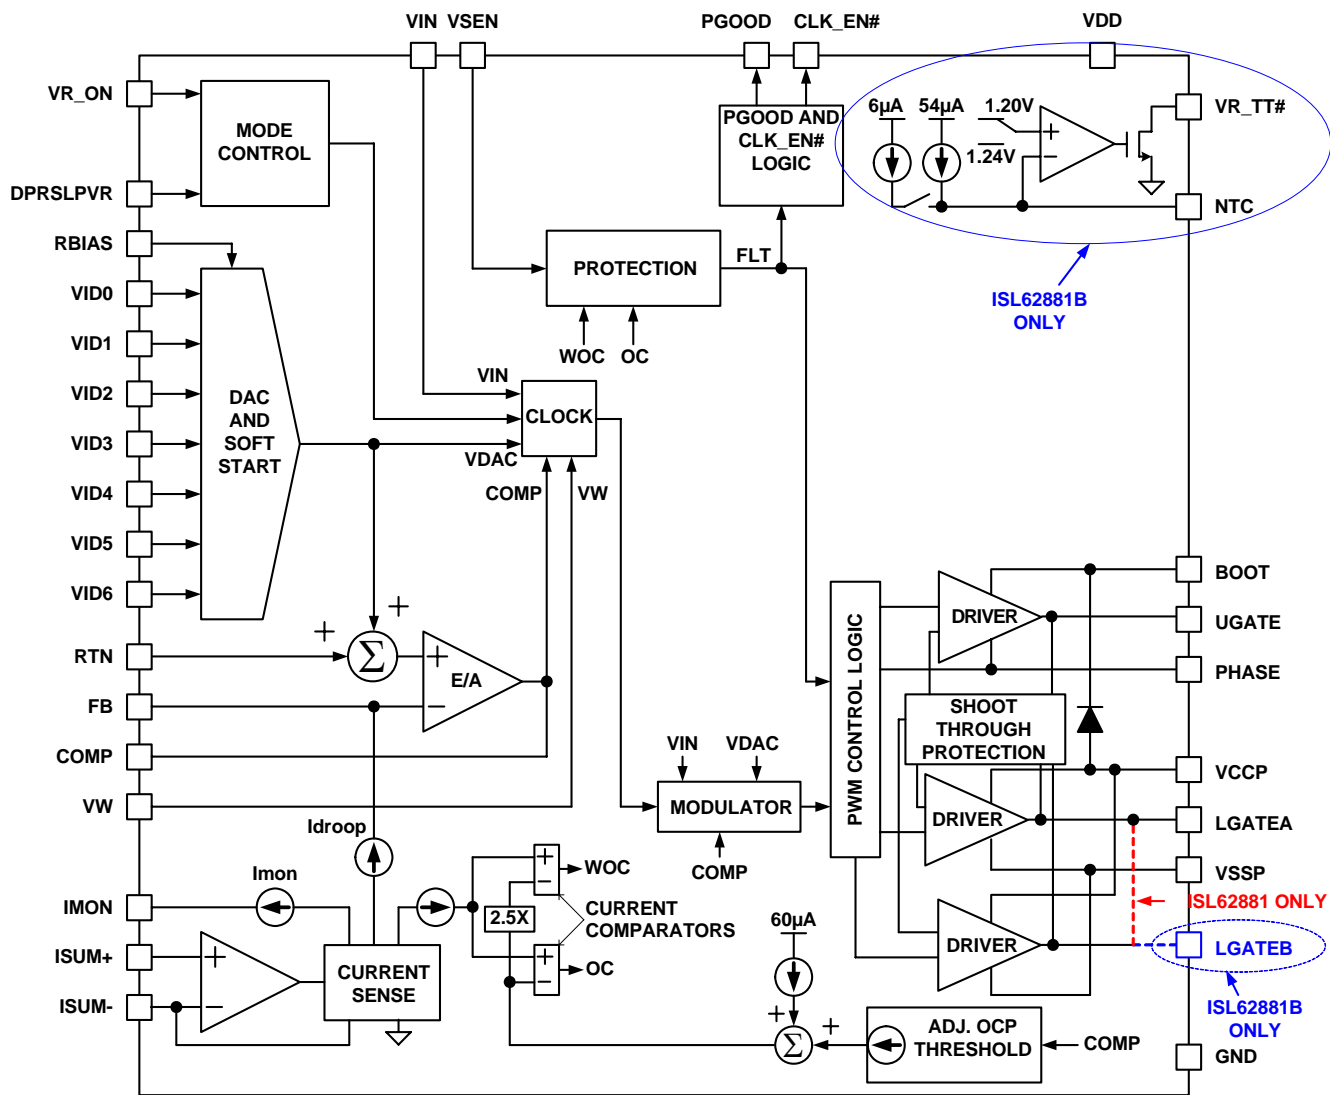 VIN
VSEN
PGOOD
CLK_EN#
VDD
VR_ON
MODE
CONTROL
DPRSLPVR
PGOOD AND
CLK_EN#
LOGIC
6µA
54µA
1.20V
1.24V
+
−
VR_TT#
NTC
ISL62881B
ONLY
RBIAS
VID0
VID1
VID2
VID3
VID4
VID5
VID6
DAC
AND
SOFT
START
PROTECTION
FLT
WOC
OC
VIN
CLOCK
VDAC
COMP
VW
RTN
FB
COMP
VW
+
+
Σ
+
−
E/A
Idroop
Imon
IMON
ISUM+
ISUM-
+
−
CURRENT
SENSE
+
−
WOC
2.5X
CURRENT
COMPARATORS
+
−
OC
VIN
VDAC
MODULATOR
COMP
60µA
+
+
Σ
ADJ. OCP
THRESHOLD
COMP
PWM CONTROL LOGIC
DRIVER
SHOOT
THROUGH
PROTECTION
DRIVER
DRIVER
BOOT
UGATE
PHASE
VCCP
LGATEA
VSSP
ISL62881 ONLY
LGATEB
ISL62881B
ONLY
GND